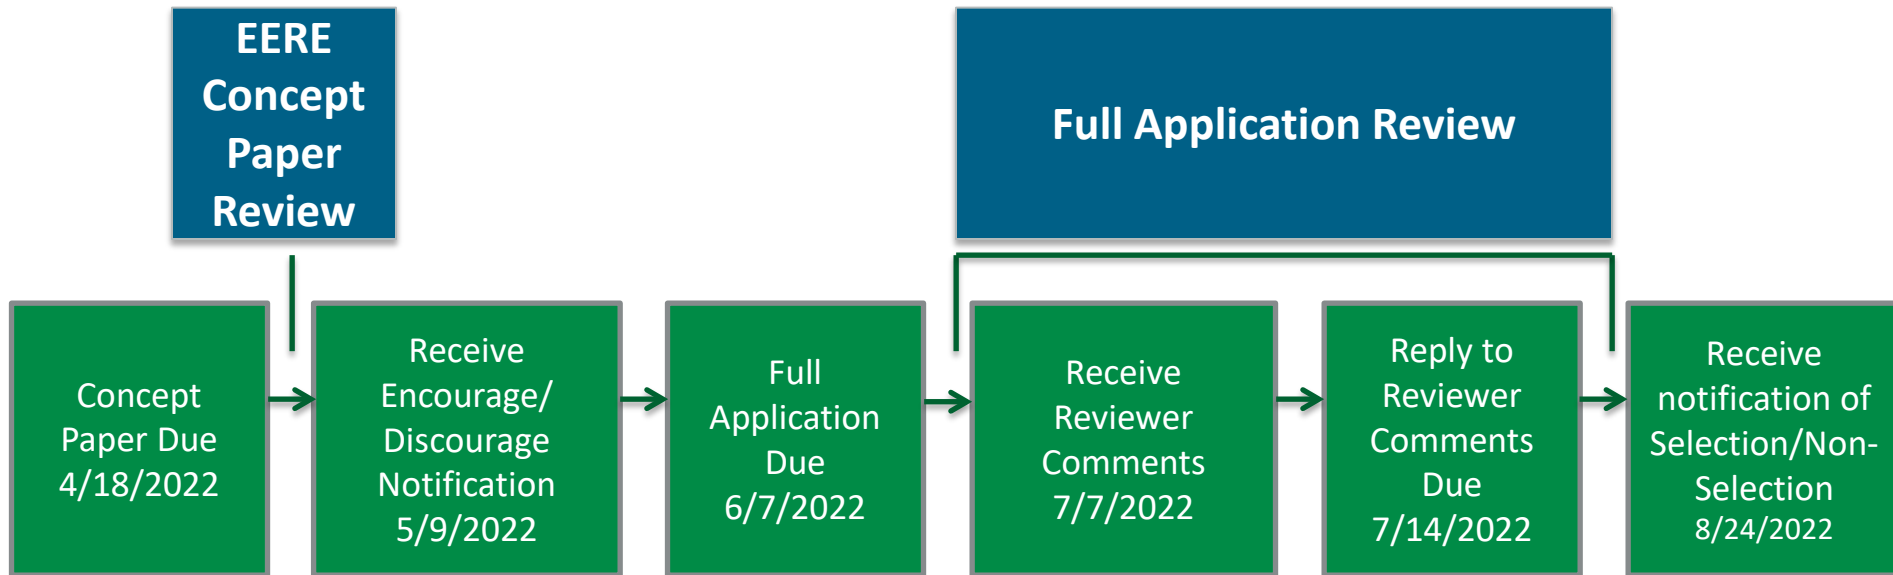 EERE
Concept
Paper
Review
Full Application Review
Concept
Paper Due
4/18/2022
Receive
Encourage/
Discourage
Notification
5/9/2022
Full
Application
Due
6/7/2022
Receive
Reviewer
Comments
7/7/2022
Reply to
Reviewer
Comments
Due
7/14/2022
Receive
notification of
Selection/Non-
Selection
8/24/2022